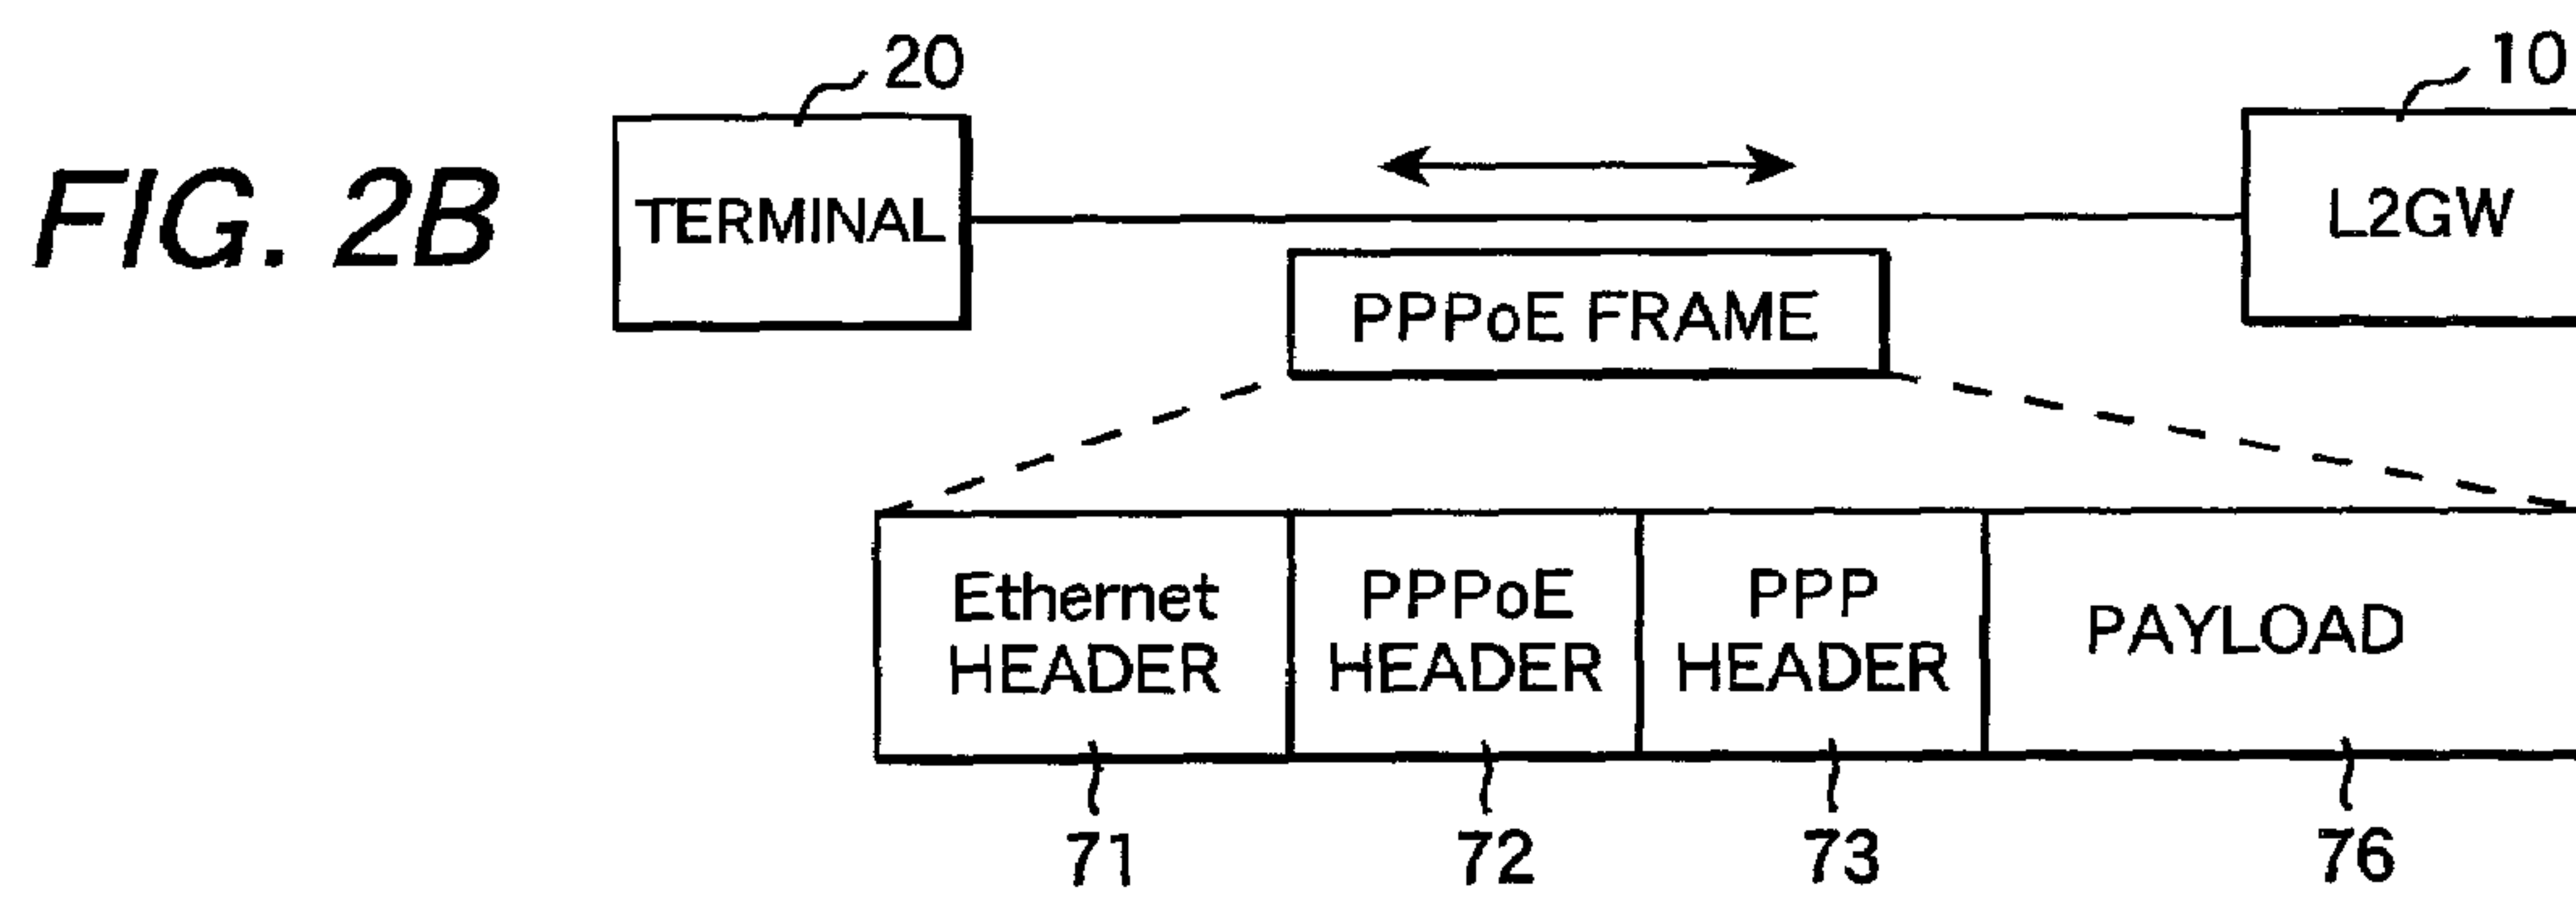 FIG. 2B
20
10
TERMINAL
L2GW
PPPoE FRAME
Ethernet
HEADER
PPPoE
HEADER
PPP
HEADER
PAYLOAD
71
72
73
76